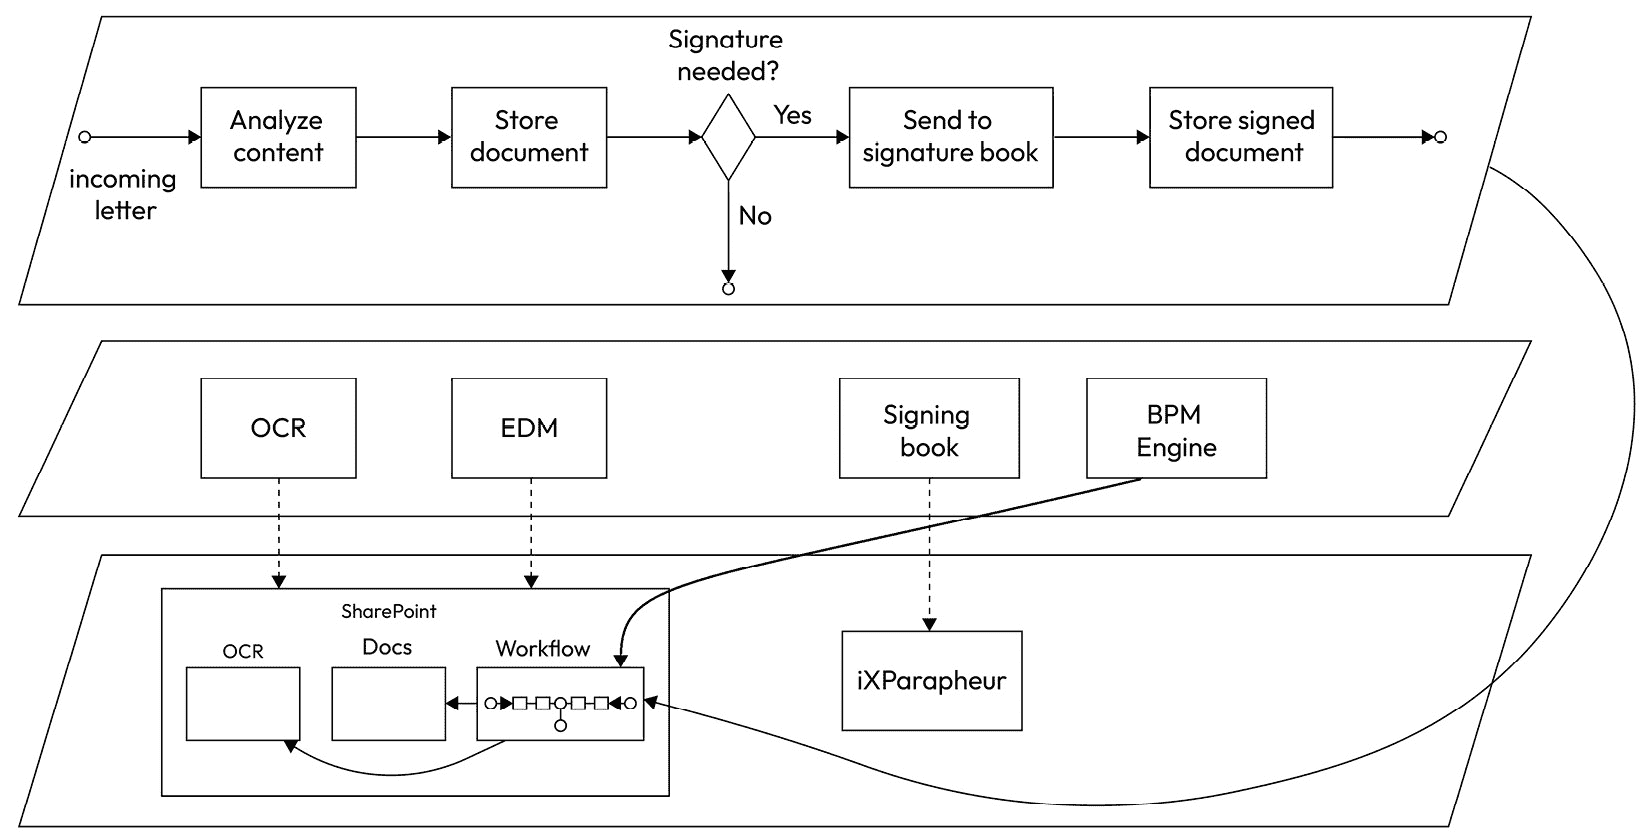 Signature
needed?
Analyze
content
Store
document
Yes
Send to
signature book
Store signed
document
incoming
letter
No
OCR
EDM
Signing
book
BPM
Engine
SharePoint
OCR
Docs
Workflow
iXParapheur